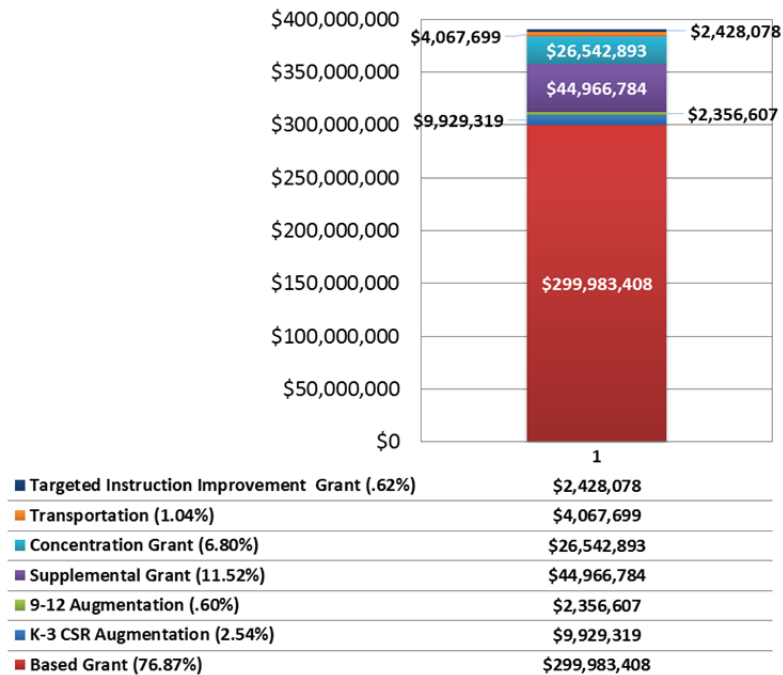 $400,000,000
$4,067,699
$2,428,078
$26,542,893
$350,000,000
$44,966,784
$9,929,319
$2,356,607
$300,000,000
$250,000,000
$200,000,000
$299,983,408
$150,000,000
$100,000,000
$50,000,000
$0
1
Targeted Instruction Improvement Grant (.62%) $2,428,078
Transportation (1.04%) $4,067,699
Concentration Grant (6.80%) $26,542,893
Supplemental Grant (11.52%) $44,966,784
9-12 Augmentation (.60%) $2,356,607
K-3 CSR Augmentation (2.54%) $9,929,319
Based Grant (76.87%) $299,983,408